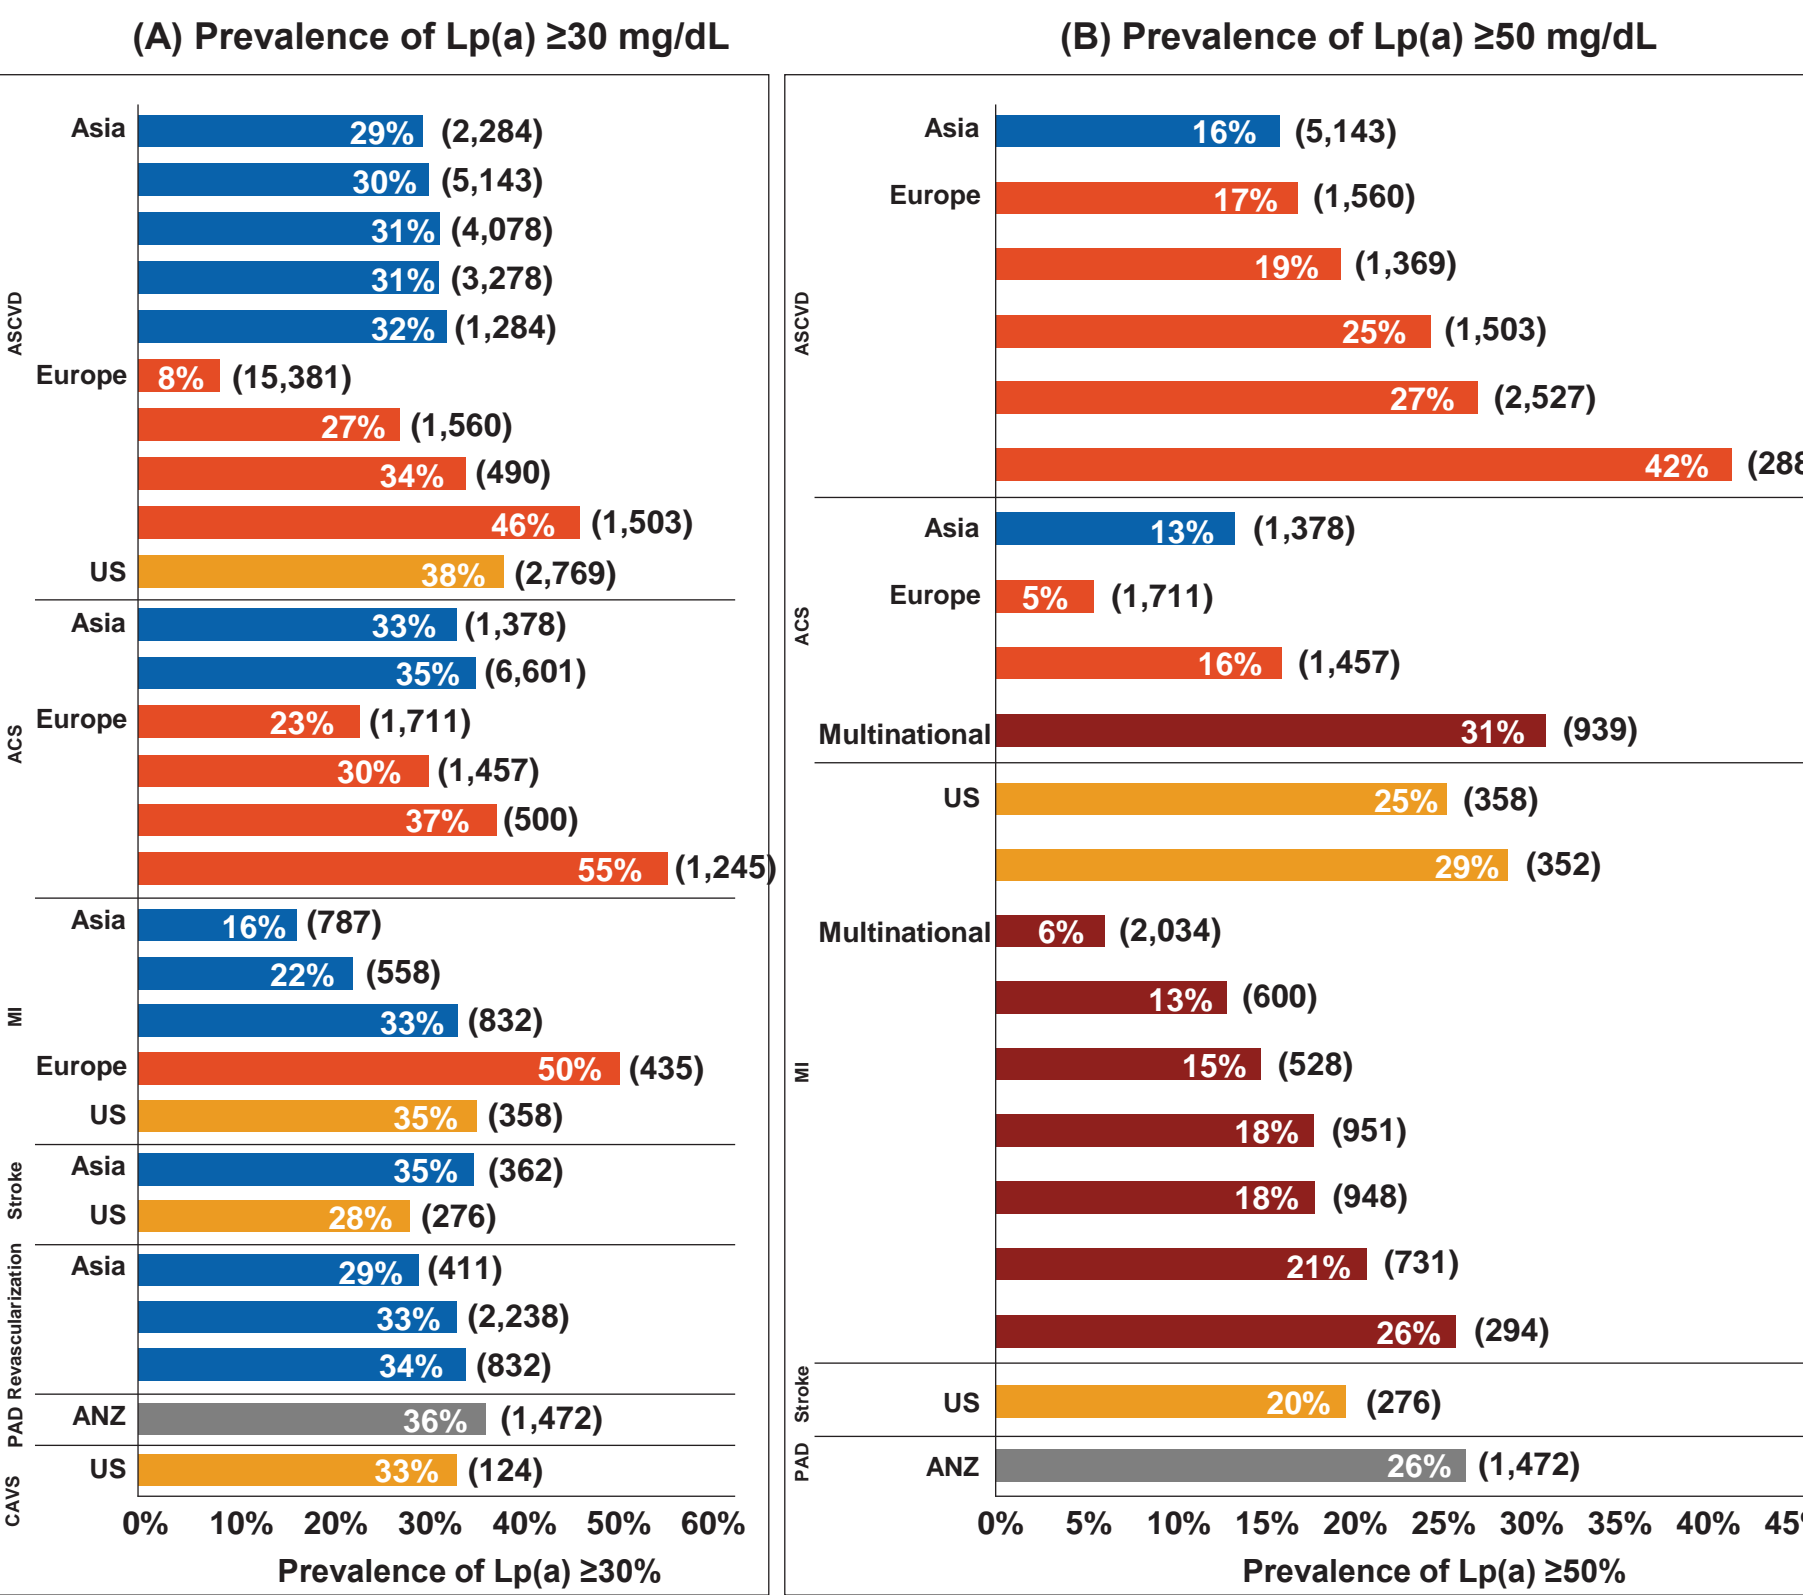 (A) Prevalence of Lp(a) ≥30 mg/dL
ASCVD
Asia 29% (2,284)
30% (5,143)
31% (4,078)
31% (3,278)
32% (1,284)
Europe 8% (15,381)
27% (1,560)
34% (490)
46% (1,503)
US 38% (2,769)
ACS
Asia 33% (1,378)
35% (6,601)
Europe 23% (1,711)
30% (1,457)
37% (500)
55% (1,245)
MI
Asia 16% (787)
22% (558)
33% (832)
Europe 50% (435)
US 35% (358)
Stroke
Asia 35% (362)
US 28% (276)
Revascularization
Asia 29% (411)
33% (2,238)
34% (832)
PAD
ANZ 36% (1,472)
CAVS
US 33% (124)
0% 10% 20% 30% 40% 50% 60%
Prevalence of Lp(a) ≥30%
(B) Prevalence of Lp(a) ≥50 mg/dL
ASCVD
Asia 16% (5,143)
Europe 17% (1,560)
19% (1,369)
25% (1,503)
27% (2,527)
42% (288
ACS
Asia 13% (1,378)
Europe 5% (1,711)
16% (1,457)
Multinational 31% (939)
MI
US 25% (358)
29% (352)
Multinational 6% (2,034)
13% (600)
15% (528)
18% (951)
18% (948)
21% (731)
26% (294)
Stroke
US 20% (276)
PAD
ANZ 26% (1,472)
0% 5% 10% 15% 20% 25% 30% 35% 40% 45
Prevalence of Lp(a) ≥50%